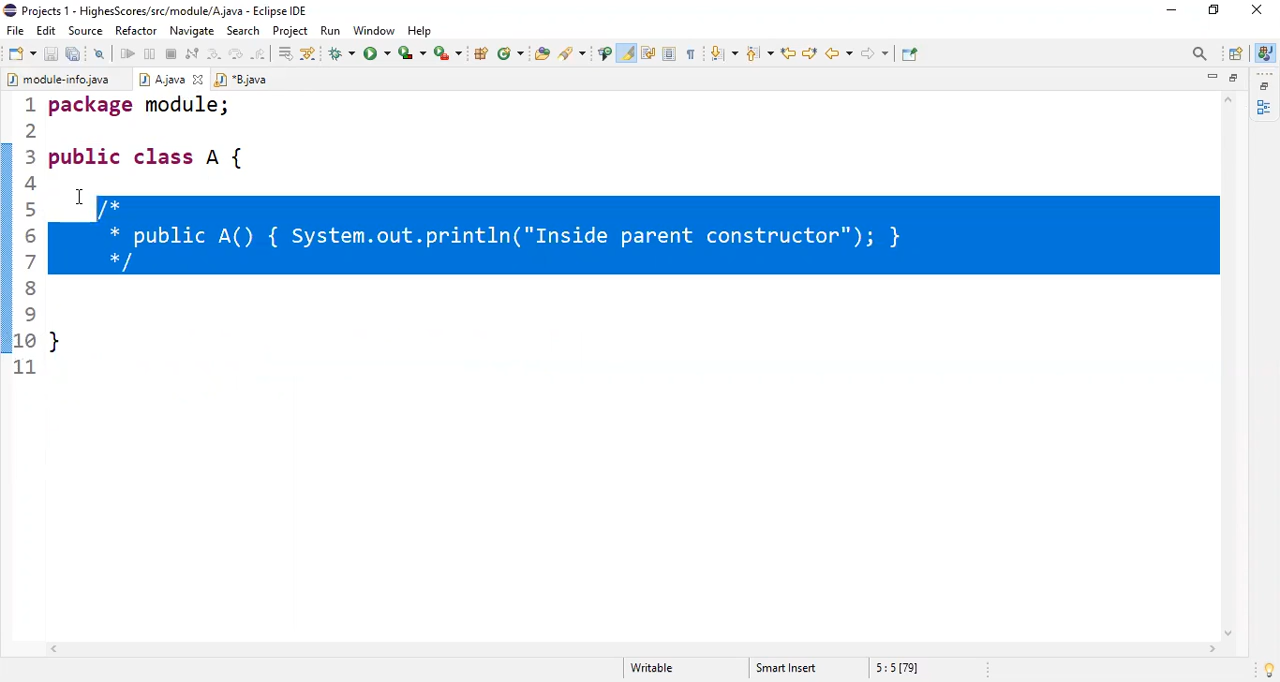 Projects 1 - HighesScores/src/module/A.java - Eclipse IDE
File Edit Source Refactor Navigate Search Project Run Window Help
module-info.java A.java *B.java
1 package module;
2
3 public class A {
4
5 /*
6 * public A() { System.out.println("Inside parent constructor"); }
7 */
8
9
10 }
11
Writable Smart Insert 5 : 5 [79]